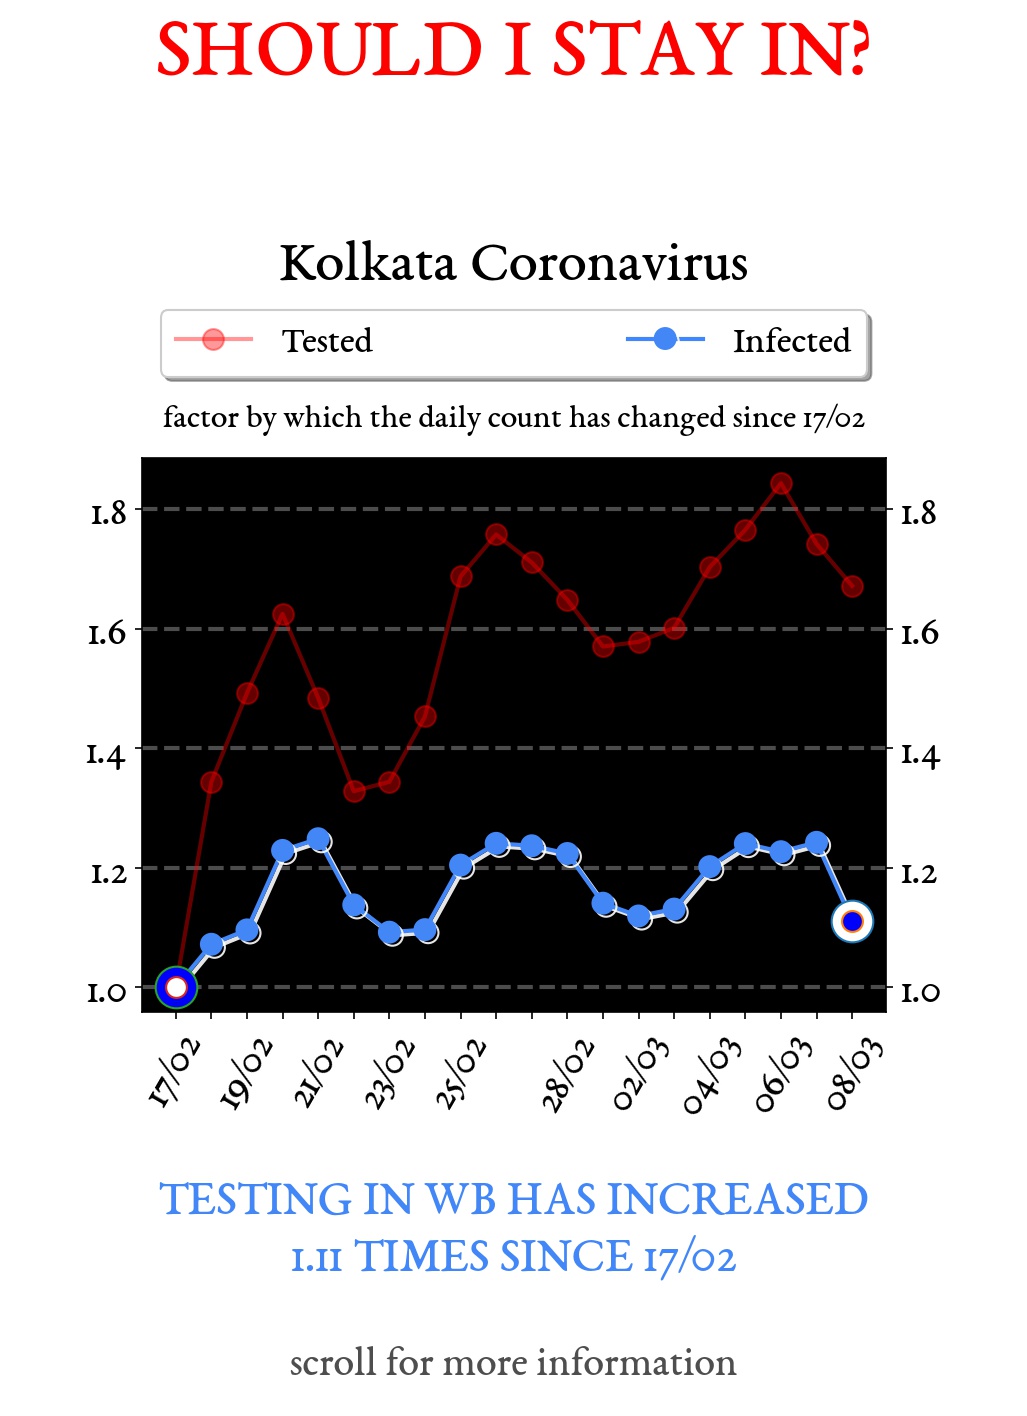 SHOULD I STAY IN?
Kolkata Coronavirus
Tested Infected
factor by which the daily count has changed since 17/02
1.8 1.8
1.6 1.6
1.4 1.4
1.2 1.2
1.0 1.0
17/02 19/02 21/02 23/02 25/02 28/02 02/03 04/03 06/03 08/03
TESTING IN WB HAS INCREASED
1.11 TIMES SINCE 17/02
scroll for more information